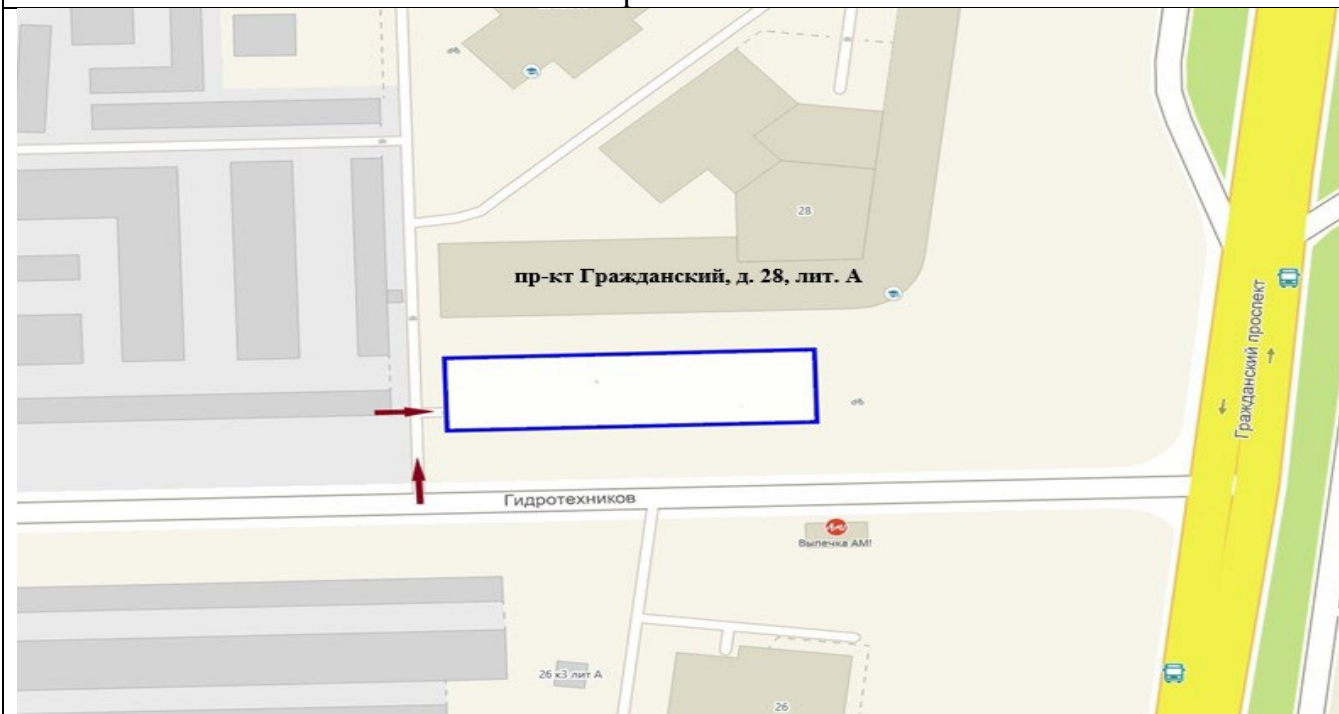 28
пр-кт Гражданский, д. 28, лит. А
Гражданский проспект
Гидротехников
Выпечка АМ!
26 к3 лит А
26